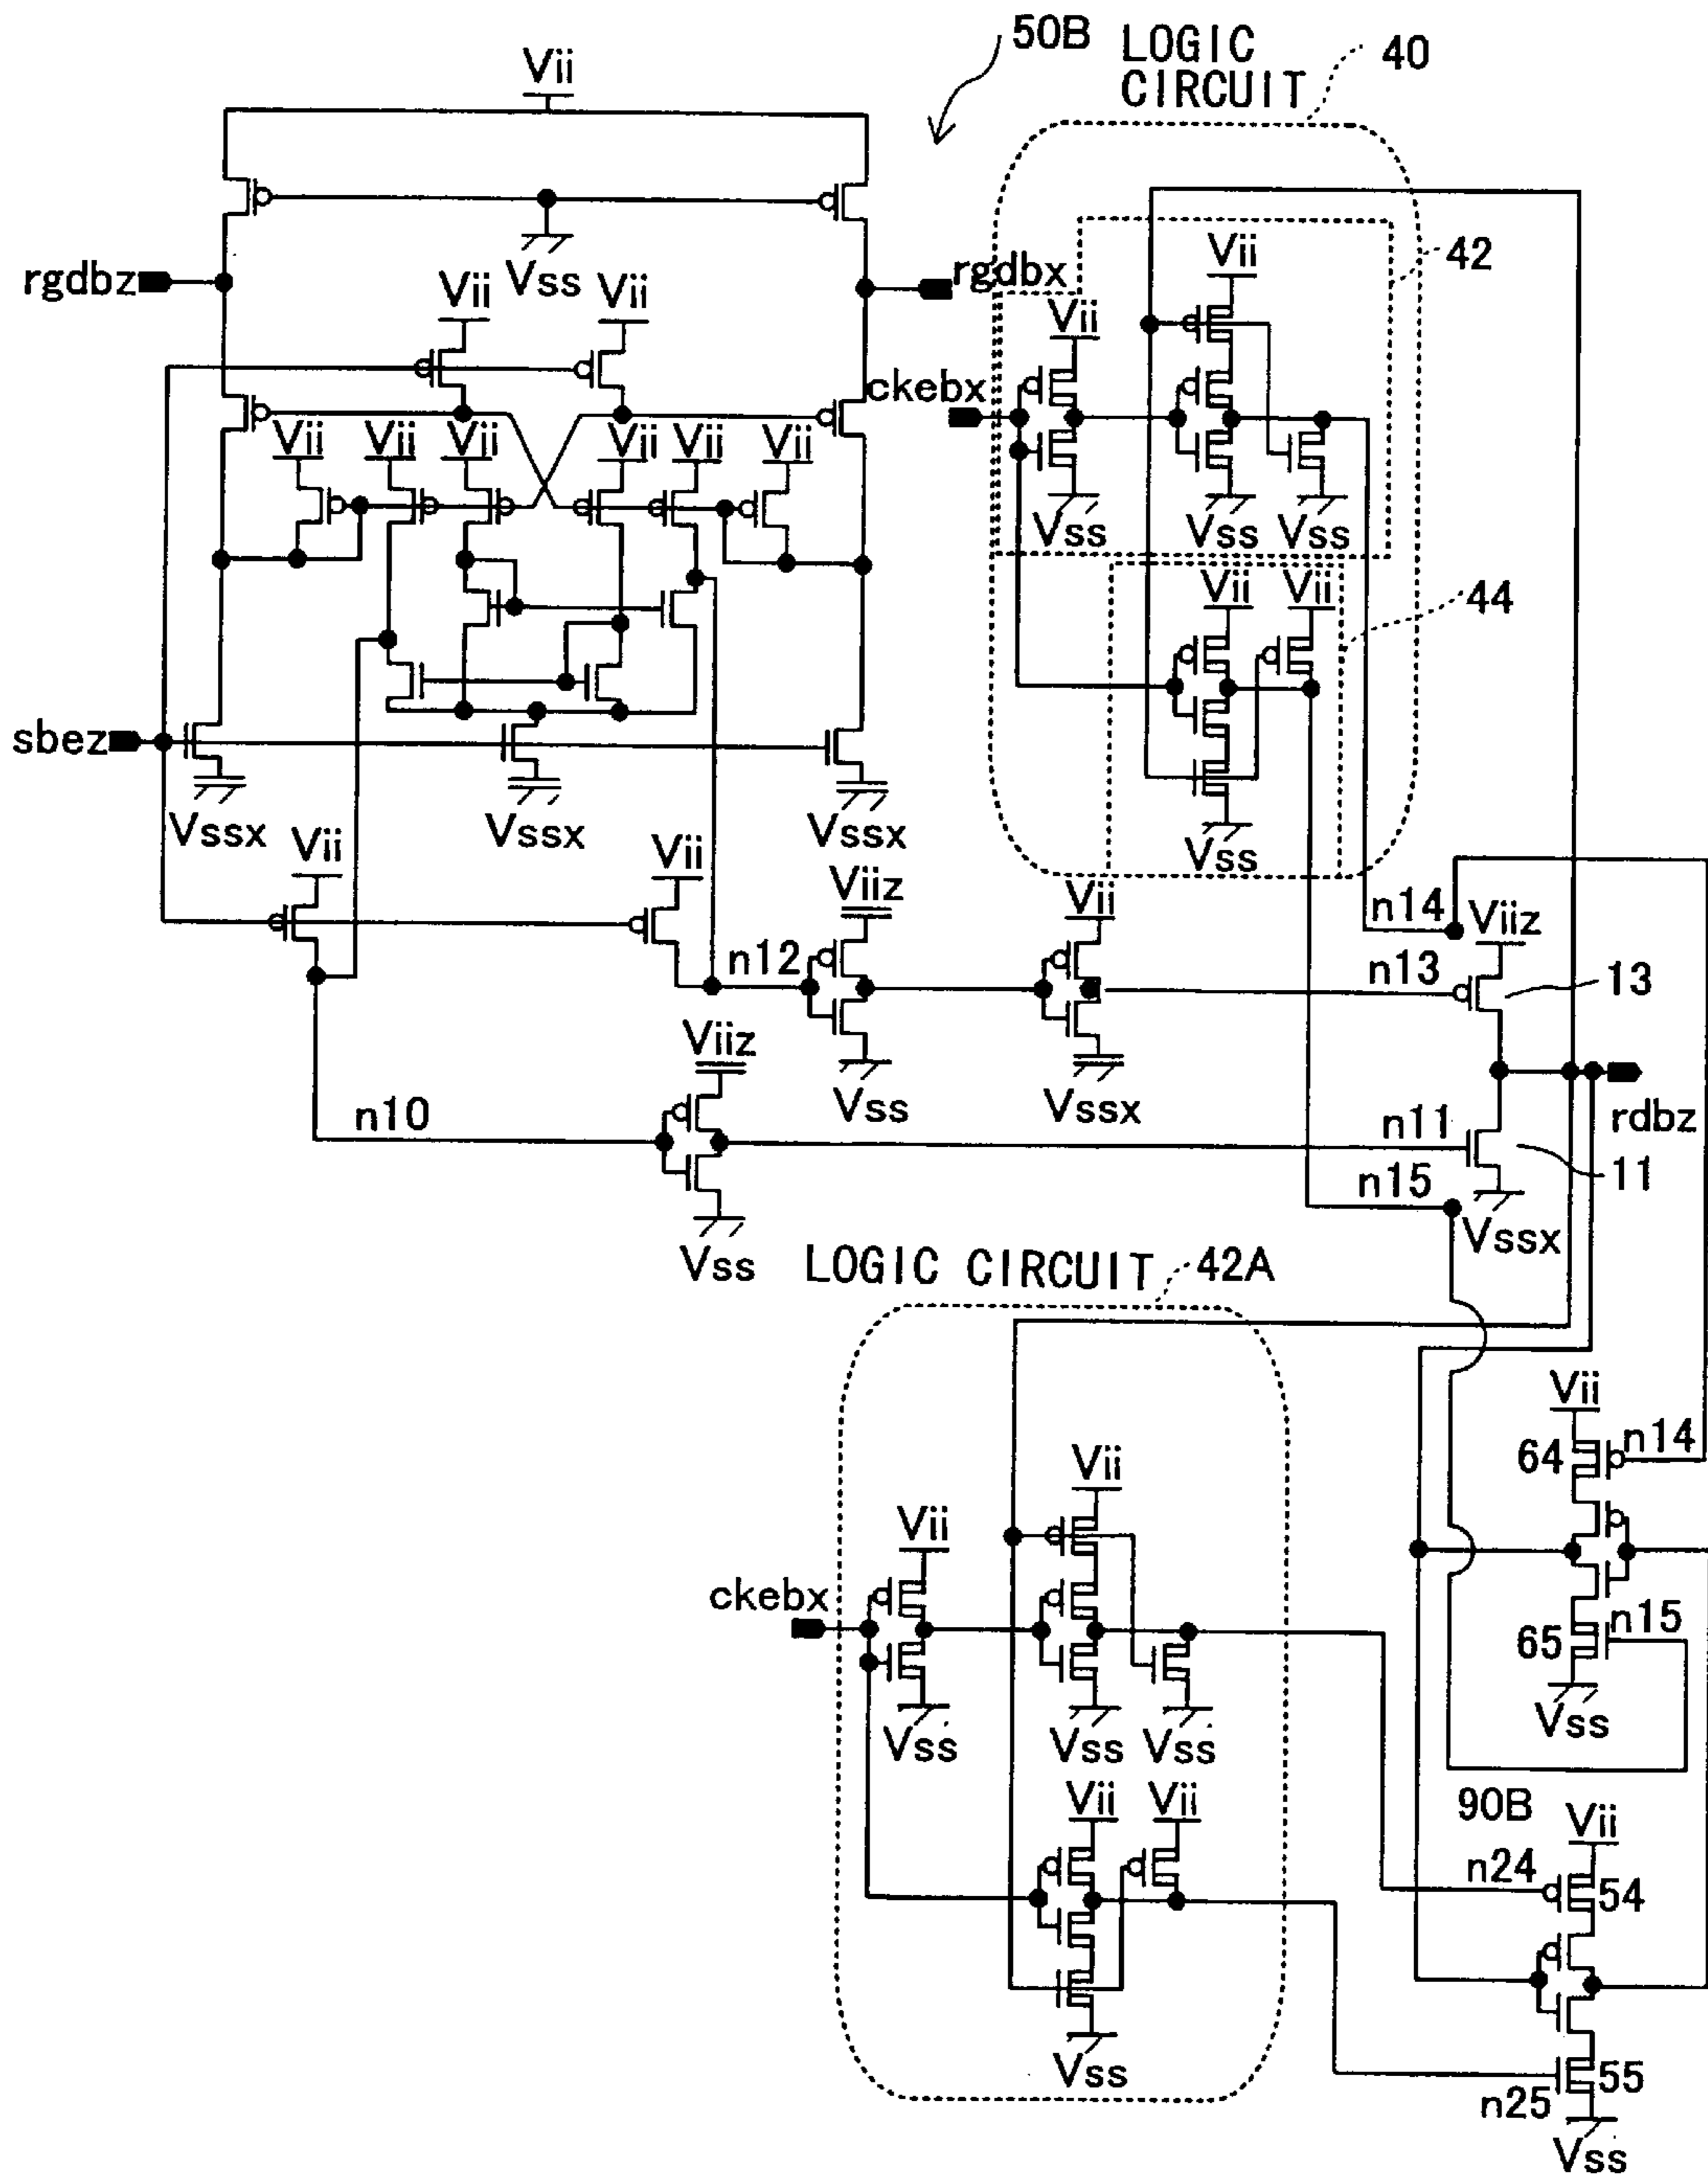 50B
LOGIC
CIRCUIT
40
Vii
Vss
rgdbz
rgdbx
Vii
Vii
42
Vii
Vii
ckebx
Vii
Vii
Vii
Vii
Vii
Vii
Vss
Vss
Vss
Vii
Vii
44
sbez
Vssx
Vssx
Vssx
Vss
Vii
Vii
Viiz
Vii
n14
Viiz
n12
n13
13
Viiz
Vss
Vssx
rdbz
n10
n11
11
n15
Vssx
Vss
LOGIC CIRCUIT
42A
Vii
Vii
64
n14
Vii
ckebx
n15
65
Vss
Vss
Vss
Vss
Vii
Vii
90B
Vii
n24
54
Vss
55
n25
Vss